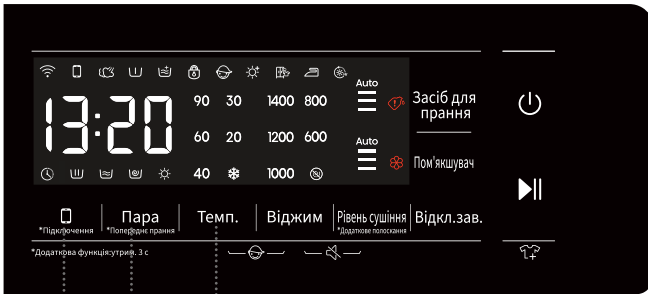 Auto
90 30 1400 800
13:20
Засіб для
прання
60 20 1200 600
Auto
40 1000
Пом'якшувач
Пара Темп. Віджим Рівень сушіння Відкл.зав.
*Підключення *Попереднє прання *Додаткове полоскання
*Додаткова функція:утрим. 3 с